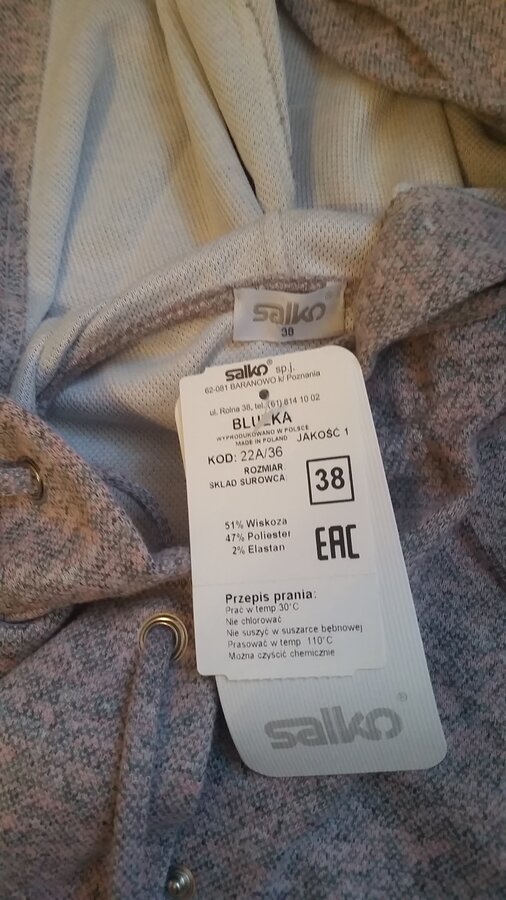 salko
38
salko® sp.j.
62-081 BARANOWO k/ Poznania
ul. Rolna 38, tel. (61) 814 10 02
BLUZKA
WYPRODUKOWANO W POLSCE
MADE IN POLAND JAKOŚĆ 1
KOD: 22A/36
ROZMIAR
SKŁAD SUROWCA
38
51% Wiskoza
47% Poliester
2% Elastan
EAC
Przepis prania:
Prać w temp 30°C
Nie chlorować
Nie suszyć w suszarce bębnowej
Prasować w temp 110°C
Można czyścić chemicznie
salko®